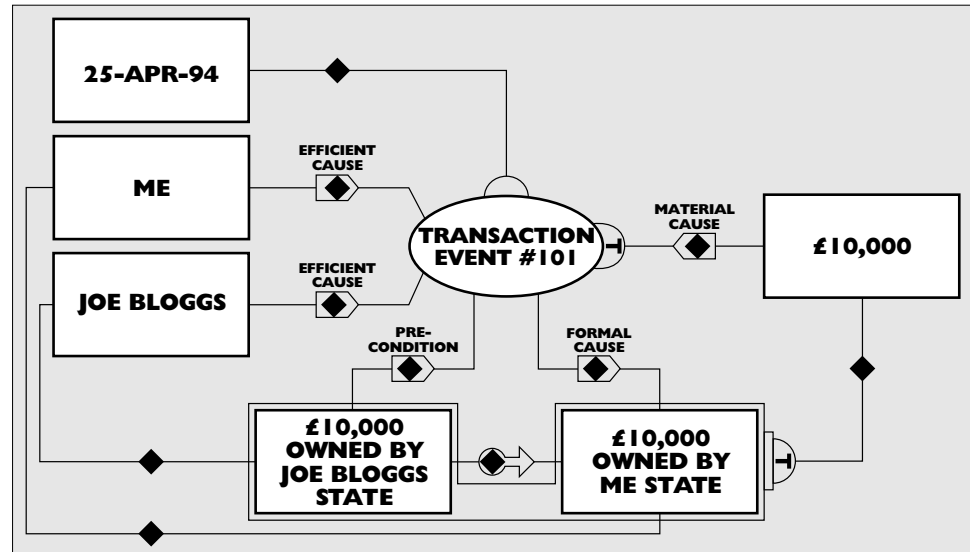 25-APR-94
ME
EFFICIENT
CAUSE
TRANSACTION
EVENT #101
MATERIAL
CAUSE
£10,000
T
JOE BLOGGS
EFFICIENT
CAUSE
PRE-
CONDITION
FORMAL
CAUSE
£10,000
OWNED BY
JOE BLOGGS
STATE
£10,000
OWNED BY
ME STATE
T